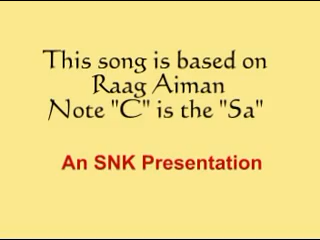 This song is based on
Raag Aiman
Note "C" is the "Sa"
An SNK Presentation